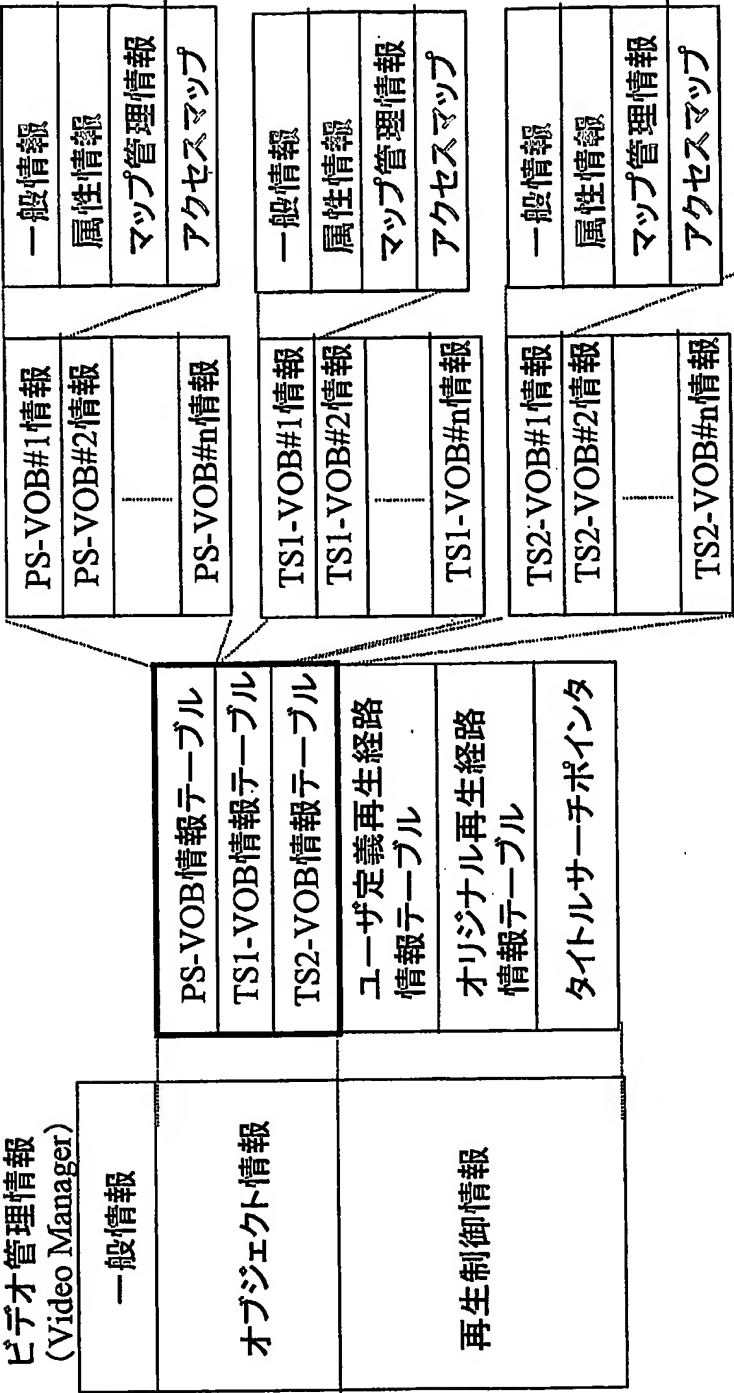 ビデオ管理情報
(Video Manager)
一般情報
オブジェクト情報
再生制御情報
PS-VOB情報テーブル
TS1-VOB情報テーブル
TS2-VOB情報テーブル
ユーザ定義再生経路
情報テーブル
オリジナル再生経路
情報テーブル
タイトルサーチポインタ
PS-VOB#1情報
PS-VOB#2情報
PS-VOB#n情報
TS1-VOB#1情報
TS1-VOB#2情報
TS1-VOB#n情報
TS2-VOB#1情報
TS2-VOB#2情報
TS2-VOB#n情報
一般情報
属性情報
マップ管理情報
アクセスマップ
一般情報
属性情報
マップ管理情報
アクセスマップ
一般情報
属性情報
マップ管理情報
アクセスマップ